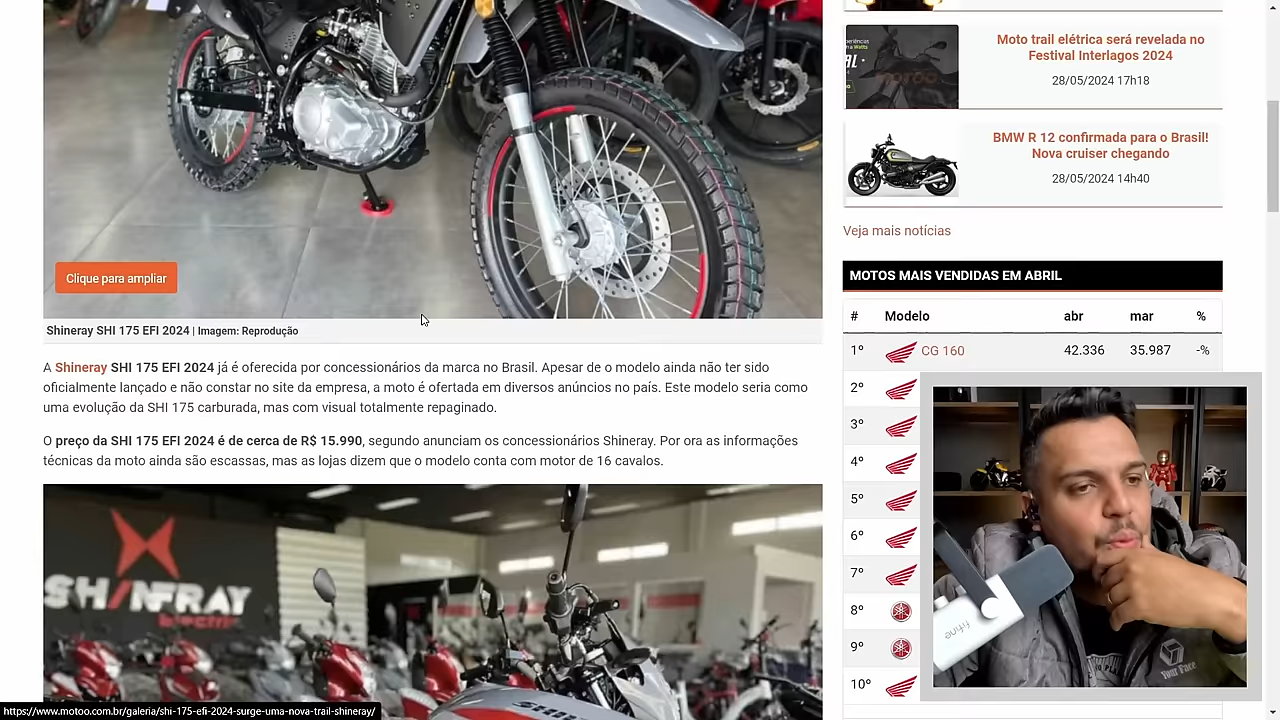 Clique para ampliar
Shineray SHI 175 EFI 2024 | Imagem: Reprodução
A Shineray SHI 175 EFI 2024 já é oferecida por concessionários da marca no Brasil. Apesar de o modelo ainda não ter sido
oficialmente lançado e não constar no site da empresa, a moto é ofertada em diversos anúncios no país. Este modelo seria como
uma evolução da SHI 175 carburada, mas com visual totalmente repaginado.
O preço da SHI 175 EFI 2024 é de cerca de R$ 15.990, segundo anunciam os concessionários Shineray. Por ora as informações
técnicas da moto ainda são escassas, mas as lojas dizem que o modelo conta com motor de 16 cavalos.
SHINERAY
https://www.motoo.com.br/galeria/shi-175-efi-2024-surge-uma-nova-trail-shineray/
Moto trail elétrica será revelada no
Festival Interlagos 2024
28/05/2024 17h18
BMW R 12 confirmada para o Brasil!
Nova cruiser chegando
28/05/2024 14h40
Veja mais notícias
MOTOS MAIS VENDIDAS EM ABRIL
# Modelo abr mar %
1º CG 160 42.336 35.987 -%
2º
3º
4º
5º
6º
7º
8º
9º
10º
fifine
Your Face